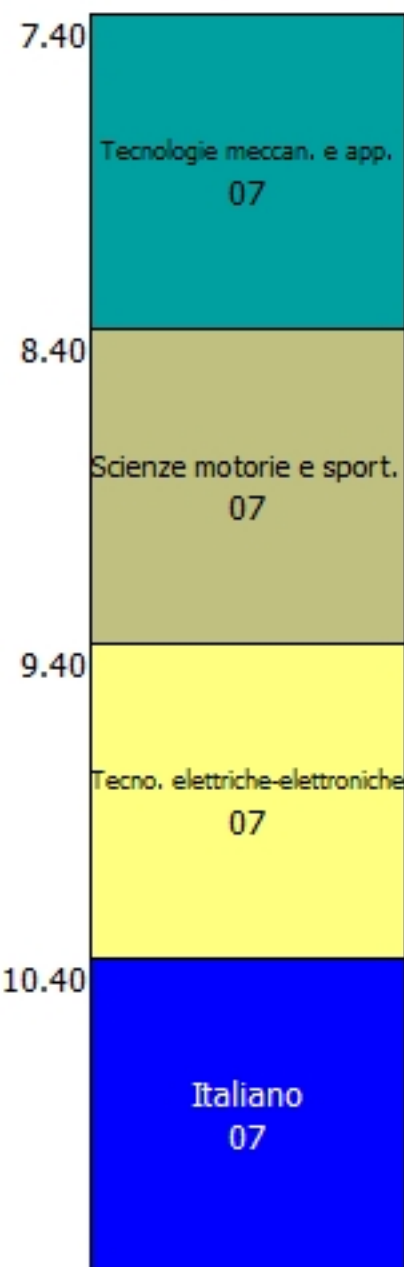 7.40
Tecnologie meccan. e app.
07
8.40
Scienze motorie e sport.
07
9.40
Tecno. elettriche-elettroniche
07
10.40
Italiano
07